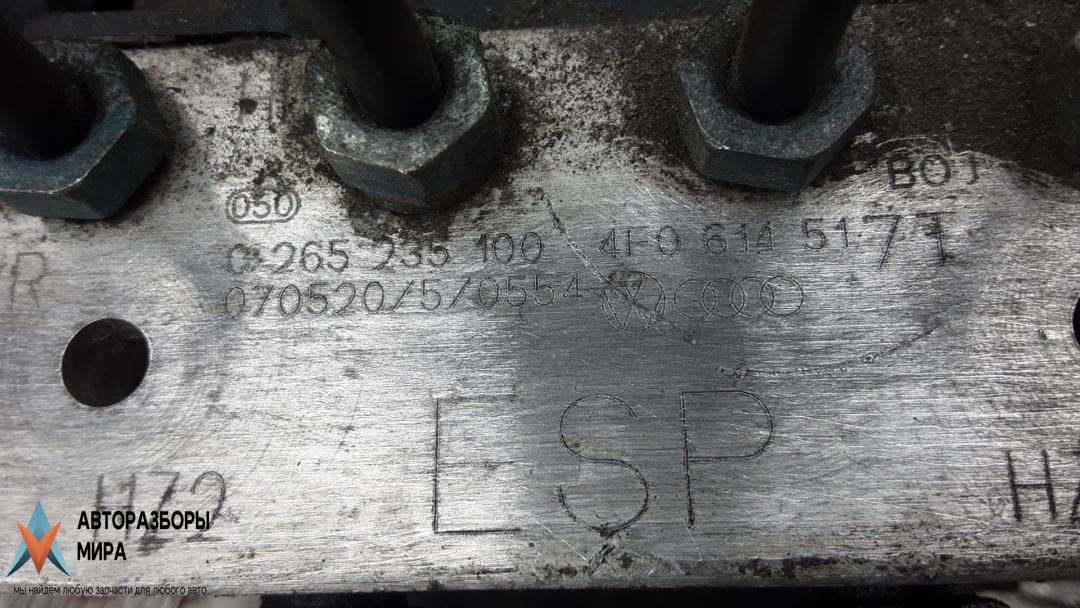 BOJ
050
0 265 235 100 4F0 614 517 T
070520/5/0554
R
ESP
HZ2
АВТОРАЗБОРЫ
МИРА
мы найдем любую запчасти для любого авто